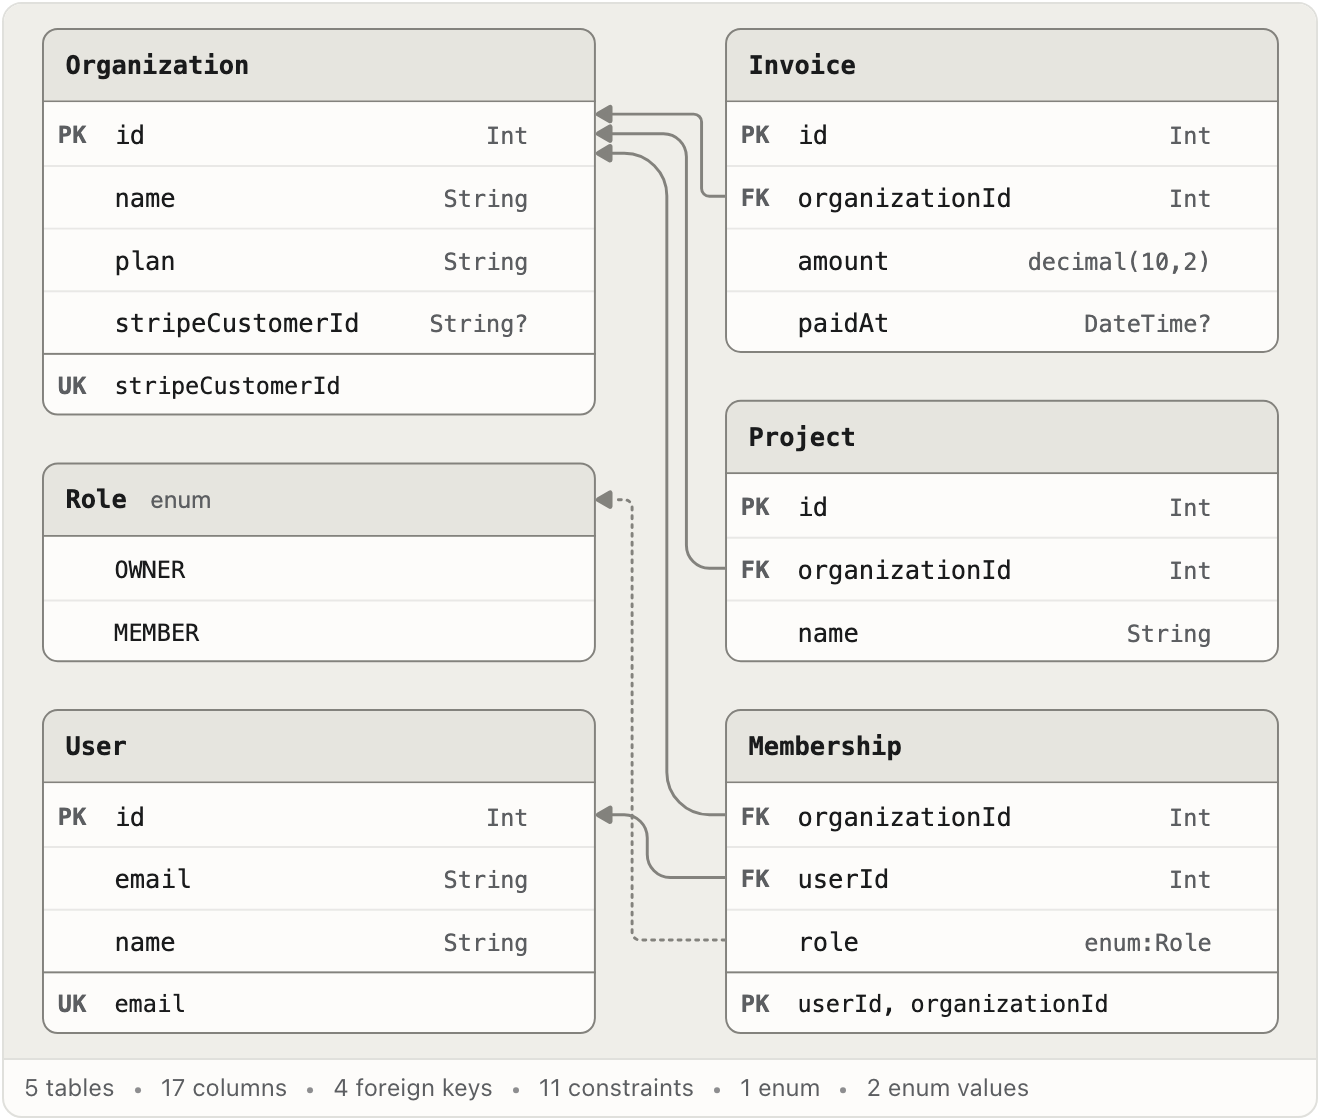 Organization
PK id Int
name String
plan String
stripeCustomerId String?
UK stripeCustomerId
Role enum
OWNER
MEMBER
User
PK id Int
email String
name String
UK email
Invoice
PK id Int
FK organizationId Int
amount decimal(10,2)
paidAt DateTime?
Project
PK id Int
FK organizationId Int
name String
Membership
FK organizationId Int
FK userId Int
role enum:Role
PK userId, organizationId
5 tables • 17 columns • 4 foreign keys • 11 constraints • 1 enum • 2 enum values